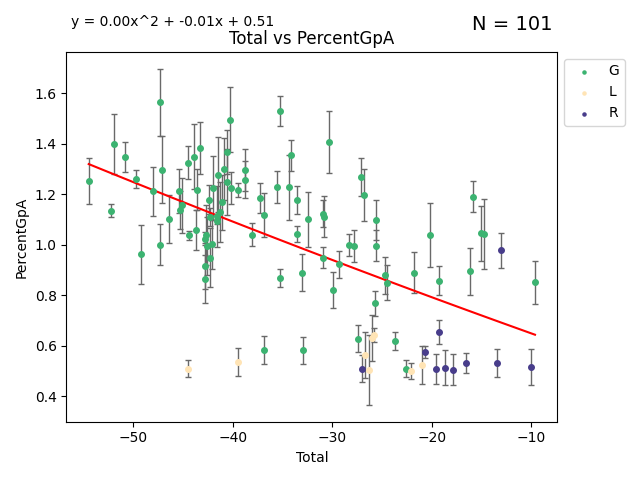 y = 0.00x^2 + -0.01x + 0.51
N = 101
Total vs PercentGpA
G
L
R
PercentGpA
1.6
1.4
1.2
1.0
0.8
0.6
0.4
−50
−40
−30
−20
−10
Total